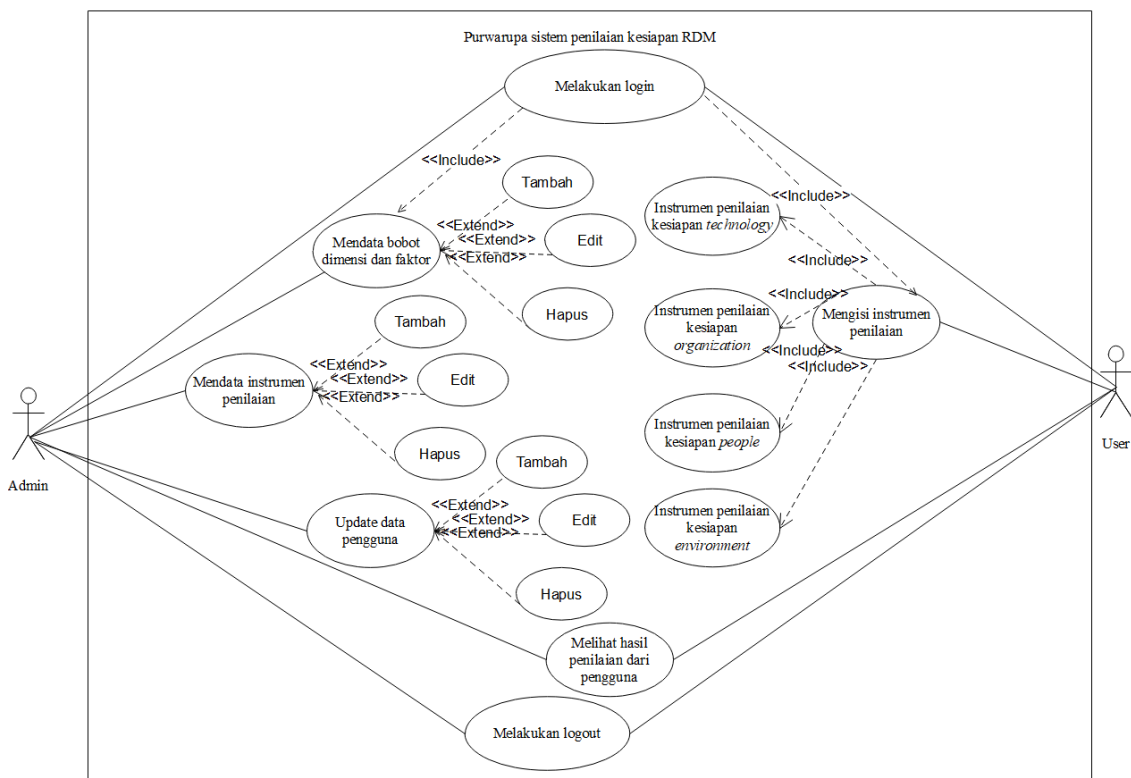 Purwarupa sistem penilaian kesiapan RDM
Melakukan login
<<Include>>
Tambah
<<Extend>>
<<Extend>>
<<Extend>>
Edit
Hapus
Mendata bobot
dimensi dan faktor
Instrumen penilaian
kesiapan technology
<<Include>>
<<Include>>
<<Include>>
Instrumen penilaian
kesiapan
organization
Mengisi instrumen
penilaian
<<Include>>
<<Include>>
Tambah
<<Extend>>
<<Extend>>
<<Extend>>
Edit
Hapus
Mendata instrumen
penilaian
Instrumen penilaian
kesiapan people
Admin
User
Tambah
<<Extend>>
<<Extend>>
<<Extend>>
Edit
Hapus
Update data
pengguna
Instrumen penilaian
kesiapan
environment
Melihat hasil
penilaian dari
pengguna
Melakukan logout